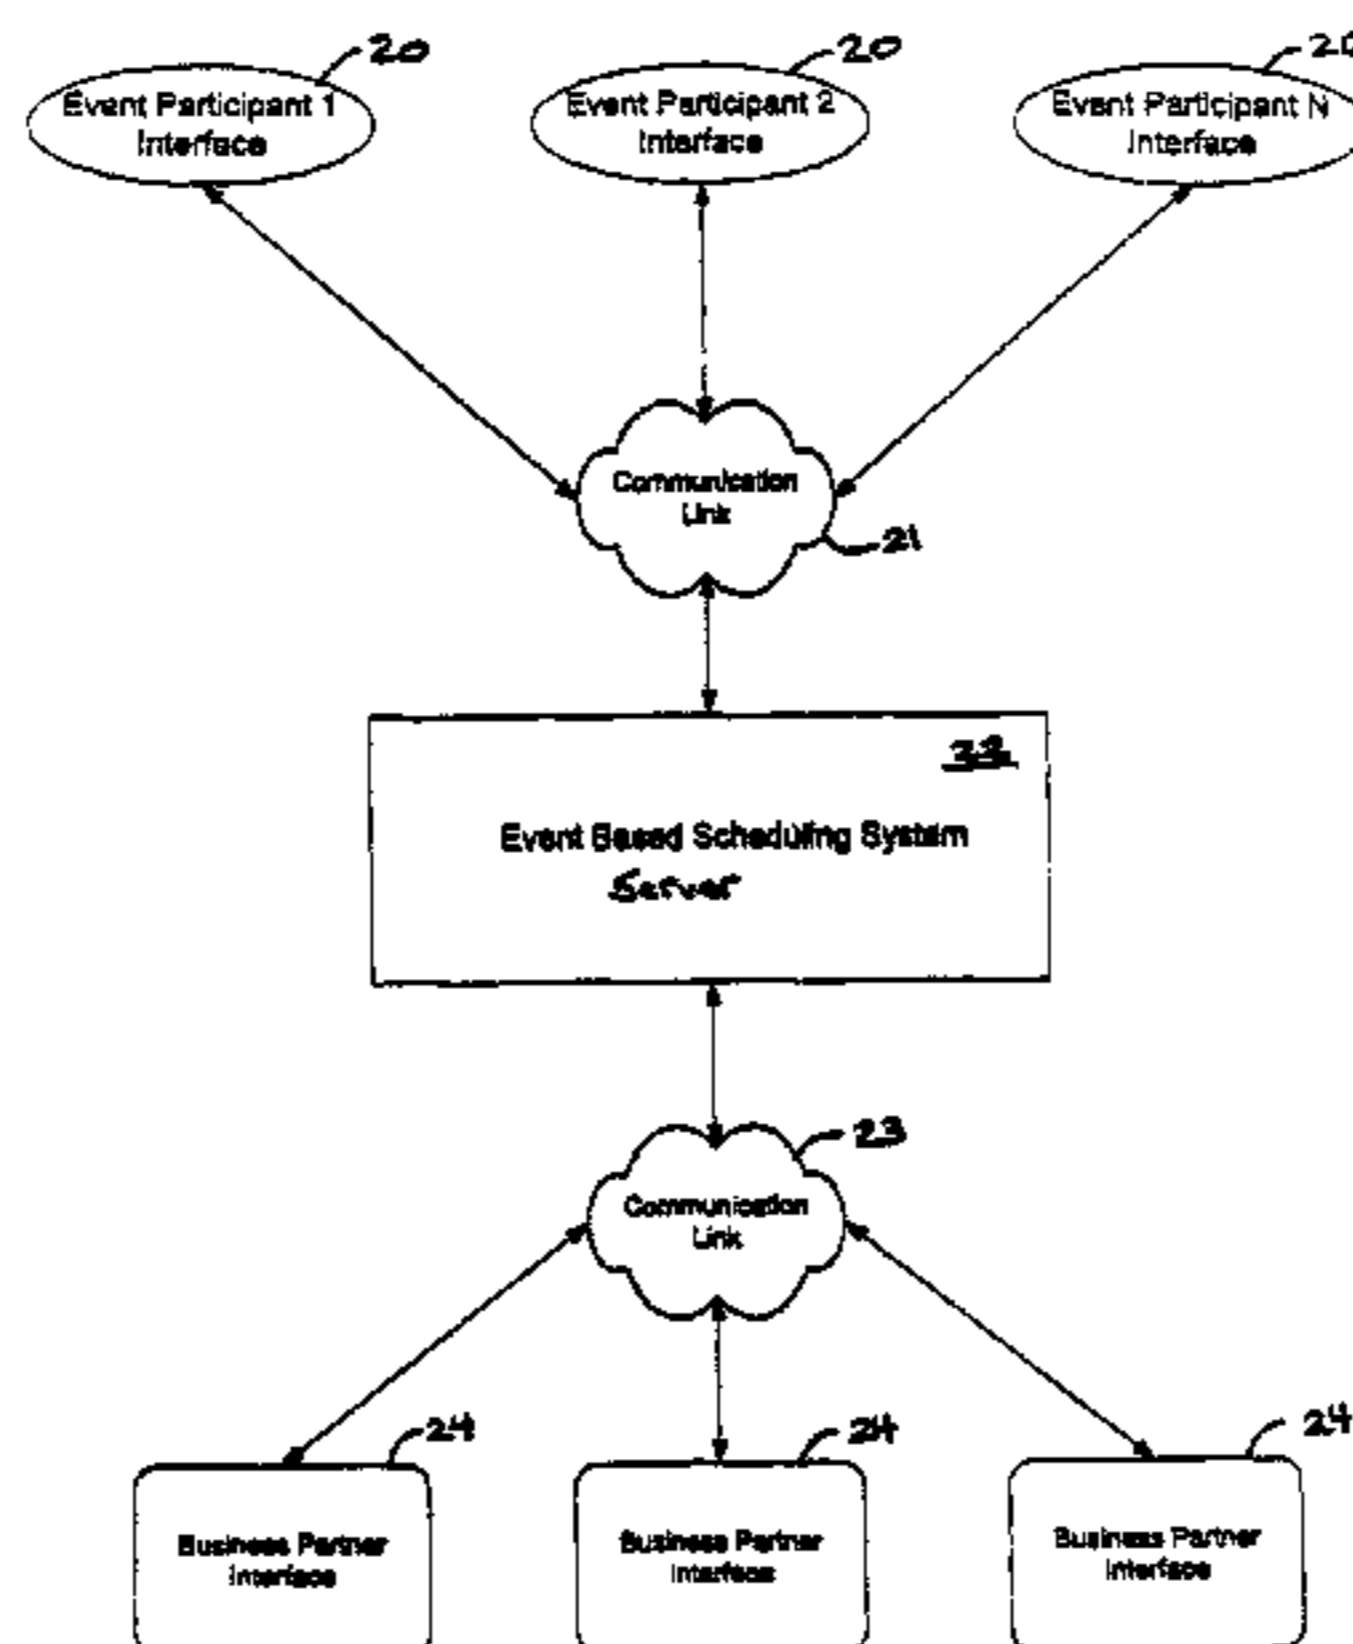 20
20
20
Event Participant 1
Interface
Event Participant 2
Interface
Event Participant N
Interface
Communication
Link
21
22
Event Based Scheduling System
Server
23
Communication
Link
24
24
24
Business Partner
Interface
Business Partner
Interface
Business Partner
Interface